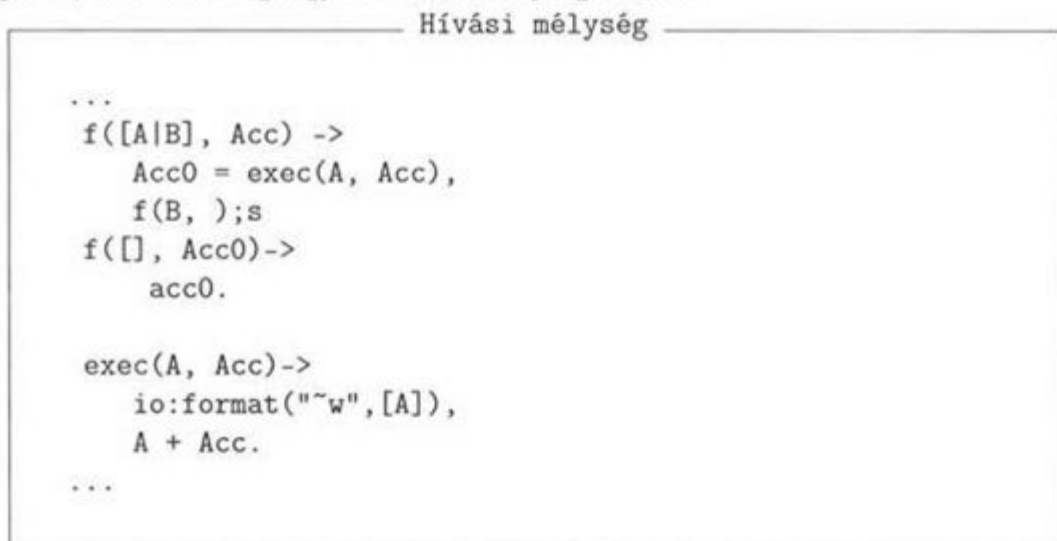 Hívási mélység
...
f([A|B], Acc) ->
Acc0 = exec(A, Acc),
f(B, );s
f([], Acc0)->
acc0.
exec(A, Acc)->
io:format("~w",[A]),
A + Acc.
...